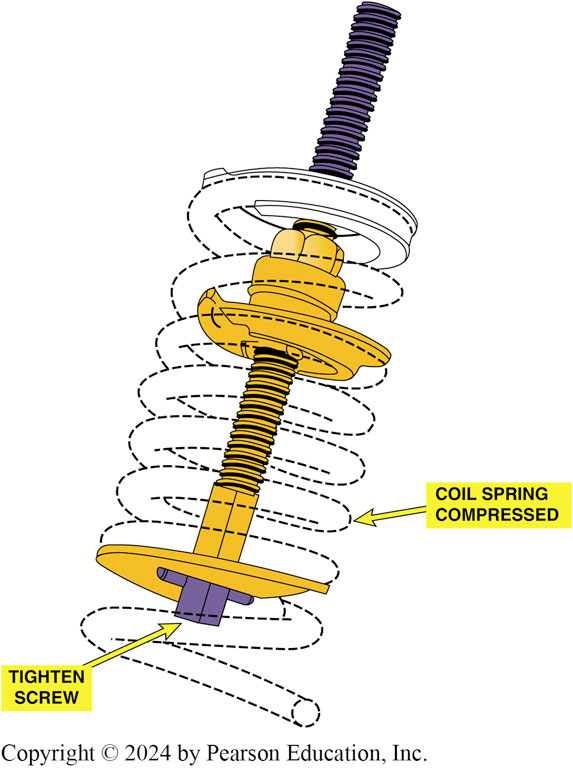 COIL SPRING
COMPRESSED
TIGHTEN
SCREW
Copyright © 2024 by Pearson Education, Inc.